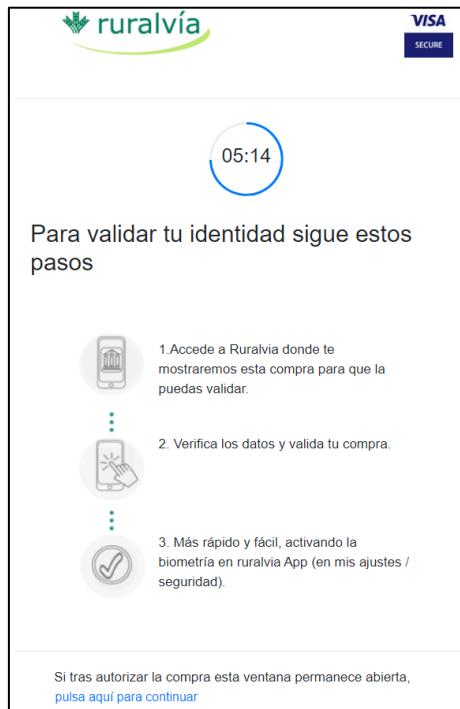 ruralvía
VISA
SECURE
05:14
Para validar tu identidad sigue estos
pasos
1.Accede a Ruralvia donde te
mostraremos esta compra para que la
puedas validar.
2. Verifica los datos y valida tu compra.
3. Más rápido y fácil, activando la
biometría en ruralvia App (en mis ajustes /
seguridad).
Si tras autorizar la compra esta ventana permanece abierta,
pulsa aquí para continuar